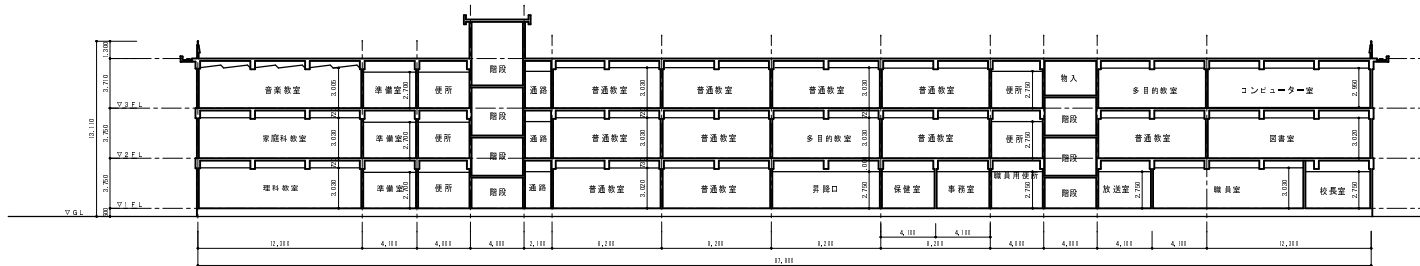 階段
音楽教室 3,005 準備室 2,700 便所 通路 普通教室 3,030 普通教室 3,030 普通教室 普通教室 便所 2,750 物入 多目的教室 2,950 コンピューター室 2,950
1,300
3,710
▽3FL
階段 階段
家庭科教室 3,030 準備室 2,700 便所 通路 普通教室 3,030 普通教室 3,030 多目的教室 3,030 普通教室 便所 2,750 普通教室 図書室 3,020
13,110
3,750
▽2FL
階段 階段
理科教室 3,030 準備室 2,700 便所 通路 普通教室 3,020 普通教室 昇降口 2,750 保健室 事務室 職員用便所 2,750 放送室 2,750 職員室 3,030 校長室 2,750
3,750
階段 階段
▽1FL
▽GL
4,100 4,100
12,300 4,100 4,000 4,000 2,100 8,200 8,200 8,200 8,200 4,000 4,000 4,100 4,100 12,300
87,000